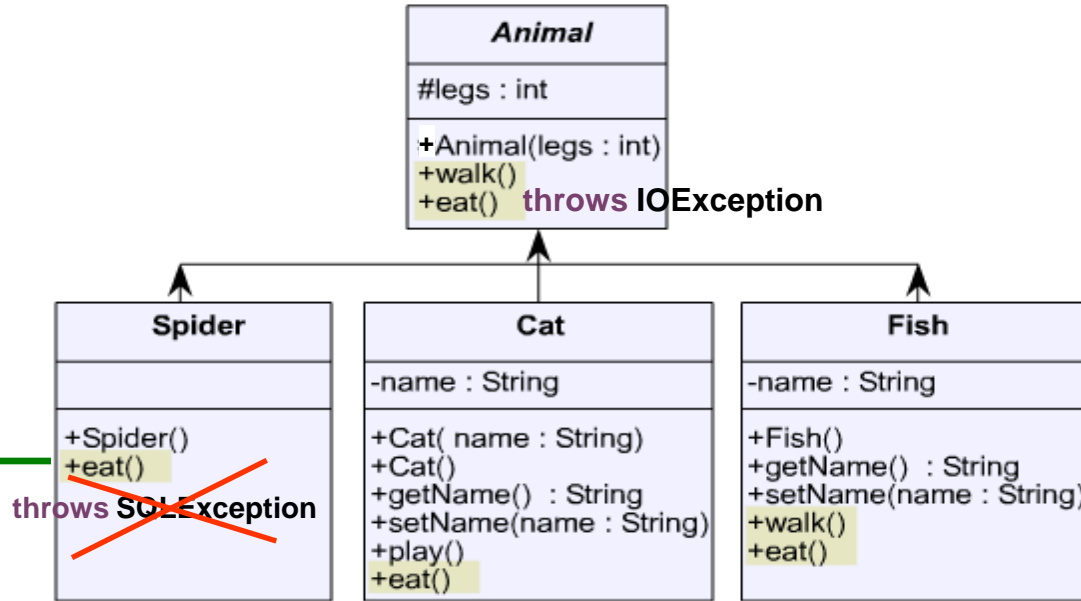 Animal
#legs : int
+Animal(legs : int)
+walk()
+eat() throws IOException
Spider
+Spider()
+eat()
throws SQLException
Cat
-name : String
+Cat( name : String)
+Cat()
+getName() : String
+setName(name : String)
+play()
+eat()
Fish
-name : String
+Fish()
+getName() : String
+setName(name : String)
+walk()
+eat()